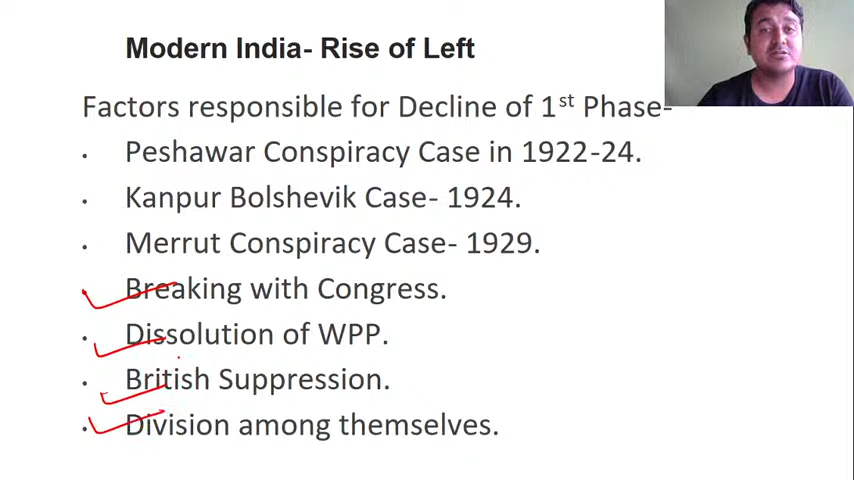 Modern India- Rise of Left
Factors responsible for Decline of 1st Phase-
• Peshawar Conspiracy Case in 1922-24.
• Kanpur Bolshevik Case- 1924.
• Merrut Conspiracy Case- 1929.
• Breaking with Congress.
• Dissolution of WPP.
• British Suppression.
• Division among themselves.